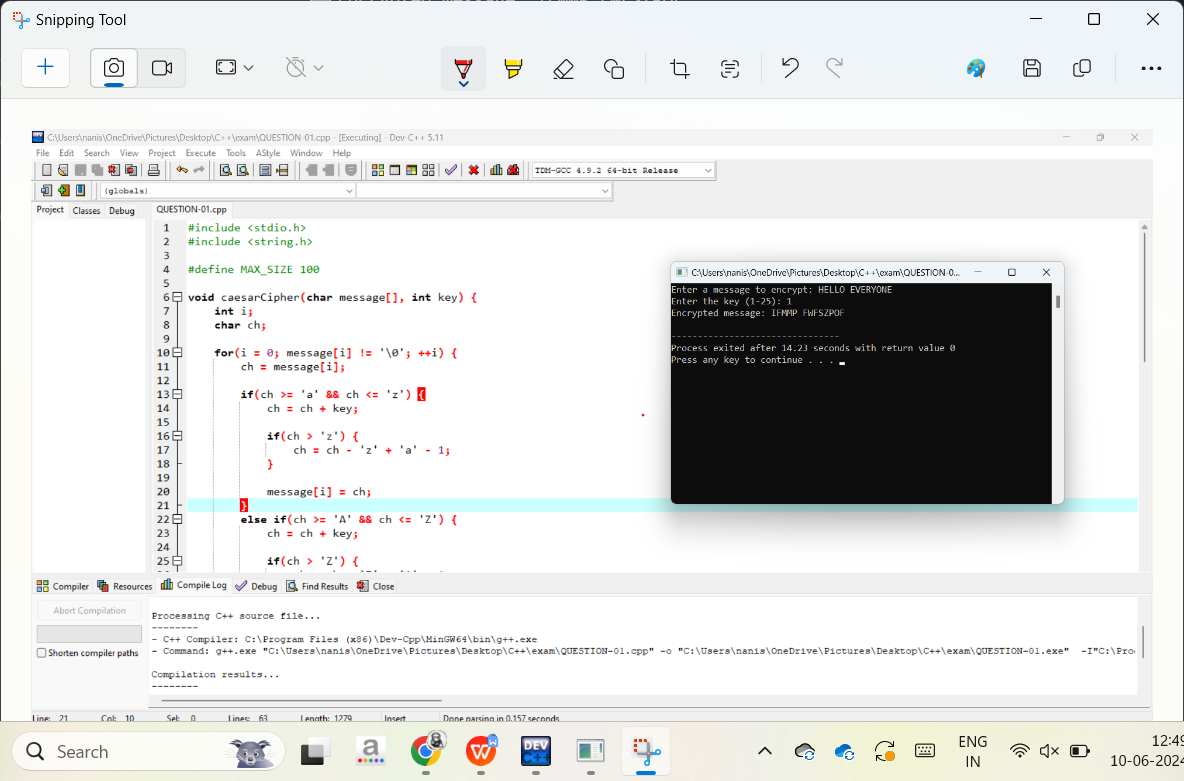 Snipping Tool
C:\Users\nanis\OneDrive\Pictures\Desktop\C++\exam\QUESTION-01.cpp - [Executing] - Dev-C++ 5.11
File Edit Search View Project Execute Tools AStyle Window Help
TDM-GCC 4.9.2 64-bit Release
(globals)
Project Classes Debug
QUESTION-01.cpp
1 #include <stdio.h>
2 #include <string.h>
3
4 #define MAX_SIZE 100
5
6 void caesarCipher(char message[], int key) {
7 int i;
8 char ch;
9
10 for(i = 0; message[i] != '\0'; ++i) {
11 ch = message[i];
12
13 if(ch >= 'a' && ch <= 'z') {
14 ch = ch + key;
15
16 if(ch > 'z') {
17 ch = ch - 'z' + 'a' - 1;
18 }
19
20 message[i] = ch;
21 }
22 else if(ch >= 'A' && ch <= 'Z') {
23 ch = ch + key;
24
25 if(ch > 'Z') {
C:\Users\nanis\OneDrive\Pictures\Desktop\C++\exam\QUESTION-0...
Enter a message to encrypt: HELLO EVERYONE
Enter the key (1-25): 1
Encrypted message: IFMMP FWFSZPOF
--------------------------------
Process exited after 14.23 seconds with return value 0
Press any key to continue . . .
Compiler Resources Compile Log Debug Find Results Close
Abort Compilation
Shorten compiler paths
Processing C++ source file...
--------
- C++ Compiler: C:\Program Files (x86)\Dev-Cpp\MinGW64\bin\g++.exe
- Command: g++.exe "C:\Users\nanis\OneDrive\Pictures\Desktop\C++\exam\QUESTION-01.cpp" -o "C:\Users\nanis\OneDrive\Pictures\Desktop\C++\exam\QUESTION-01.exe" -I"C:\Pro
Compilation results...
--------
Line: 21 Col: 10 Sel: 0 Lines: 63 Length: 1279 Insert Done parsing in 0.157 seconds
Search
a
W
DEV
C++
ENG
IN
12:49
10-06-2024